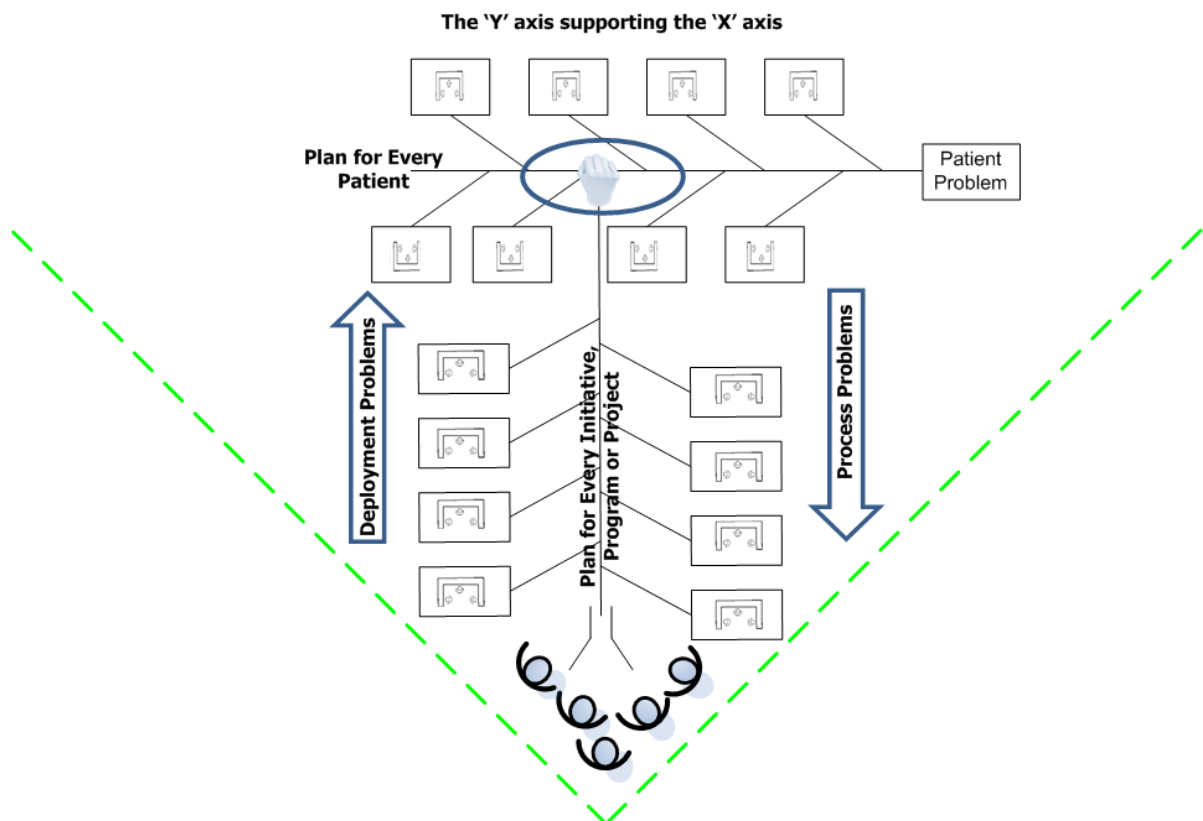 The ‘Y’ axis supporting the ‘X’ axis
Plan for Every
Patient
Patient
Problem
Deployment Problems
Plan for Every Initiative,
Program or Project
Process Problems